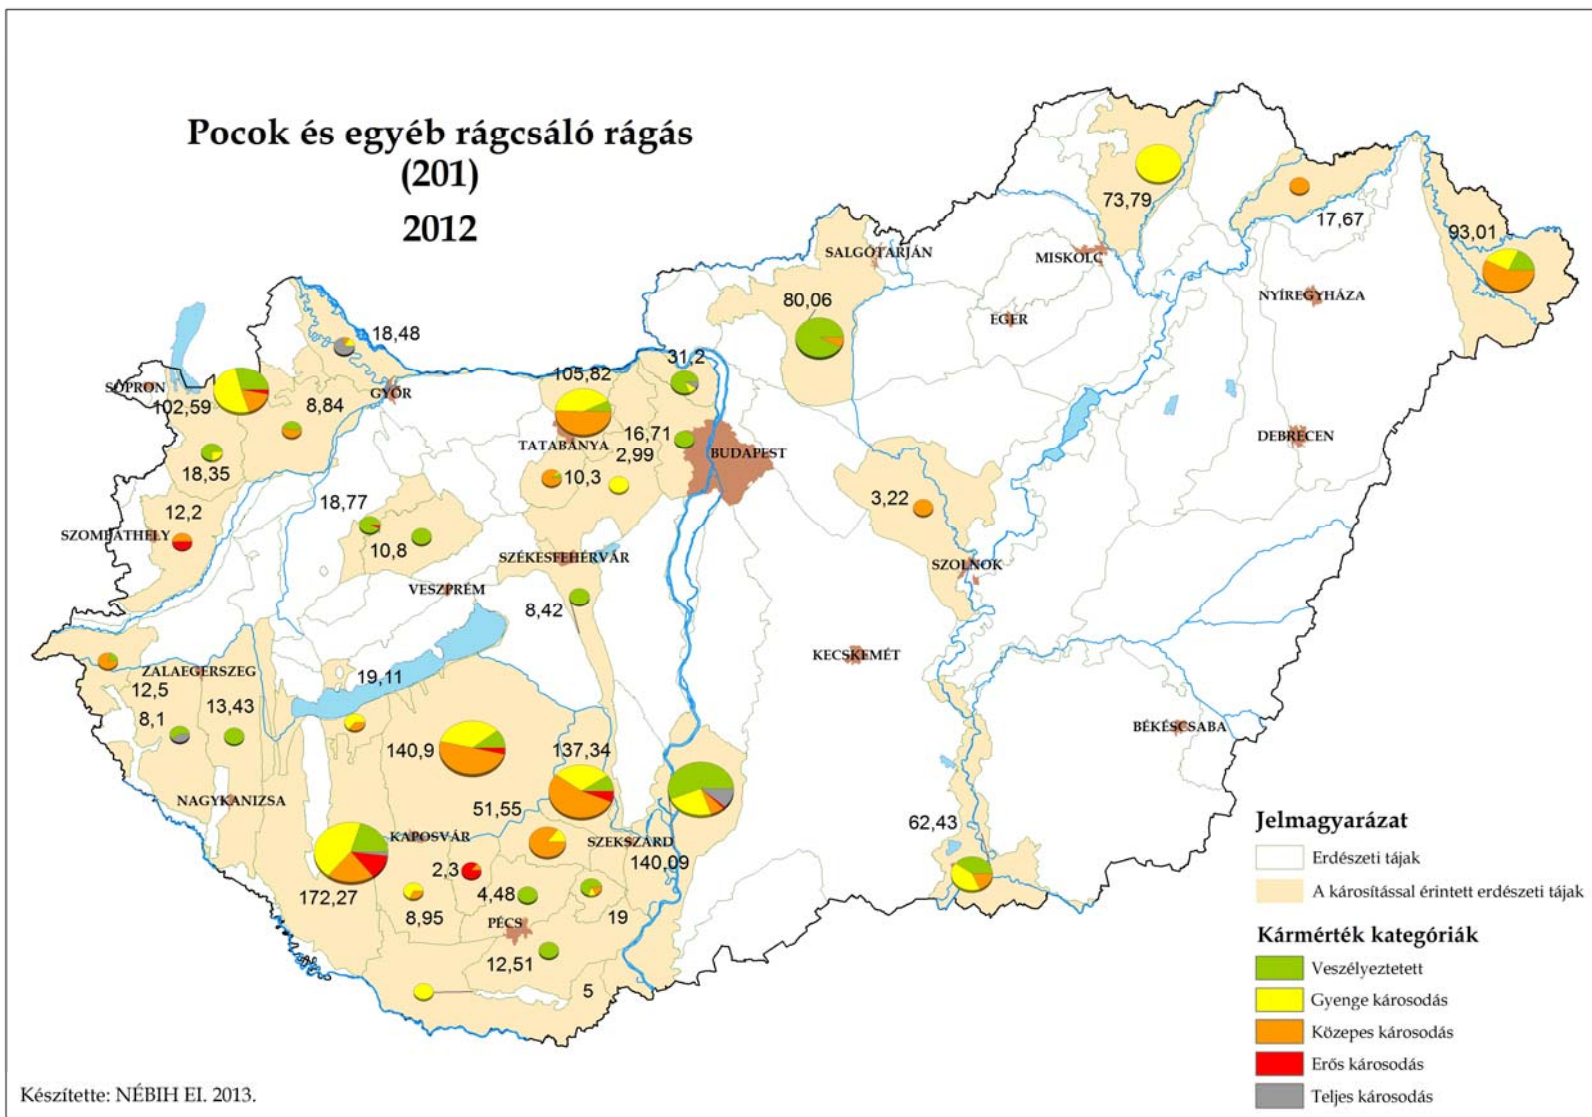 Pocok és egyéb rágcsáló rágás
(201)
2012
73,79
17,67
93,01
SALGÓTARJÁN
MISKOLC
NYÍREGYHÁZA
EGER
80,06
18,48
31,2
105,82
SOPRON
102,59
8,84
GYŐR
16,71
TATABÁNYA
2,99
BUDAPEST
DEBRECEN
18,35
10,3
18,77
3,22
12,2
SZOMBATHELY
10,8
SZÉKESFEHÉRVÁR
SZOLNOK
VESZPRÉM
8,42
KECSKEMÉT
ZALAEGERSZEG
19,11
12,5
8,1
13,43
BÉKÉSCSABA
140,9
137,34
NAGYKANIZSA
51,55
62,43
KAPOSVÁR
SZEKSZÁRD
140,09
2,3
172,27
4,48
8,95
19
PÉCS
12,51
5
Jelmagyarázat
Erdészeti tájak
A károsítással érintett erdészeti tájak
Kármérték kategóriák
Veszélyeztetett
Gyenge károsodás
Közepes károsodás
Erős károsodás
Teljes károsodás
Készítette: NÉBIH EI. 2013.